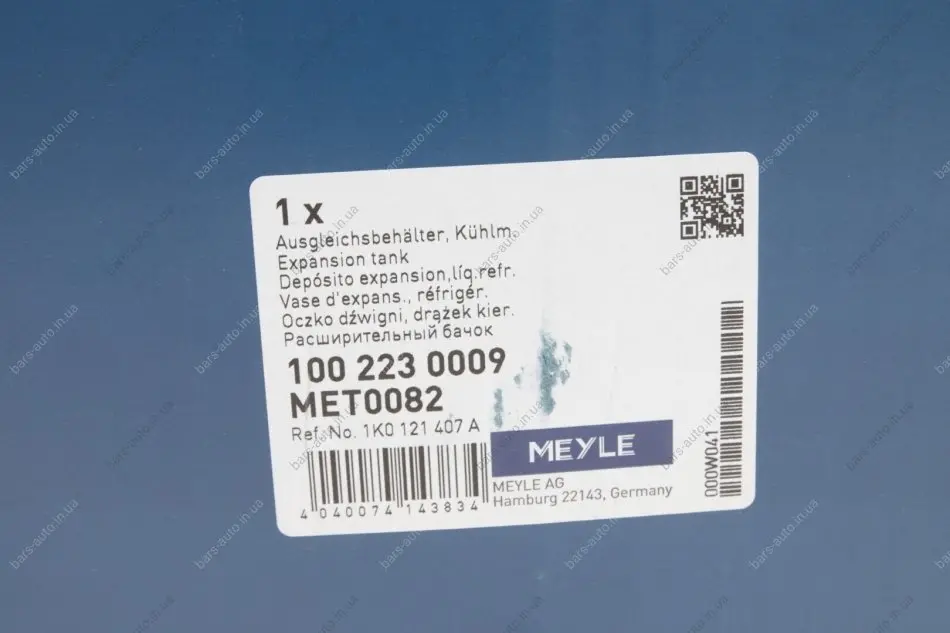 1 x
Ausgleichsbehälter, Kühlm.
Expansion tank
Depósito expansion,líq.refr.
Vase d'expans., réfrigér.
Oczko dźwigni, drążek kier.
Расширительный бачок
100 223 0009
MET0082
Ref. No. 1K0 121 407 A
4 040074 143834
MEYLE
MEYLE AG
Hamburg 22143, Germany
000W041
bars-auto.in.ua